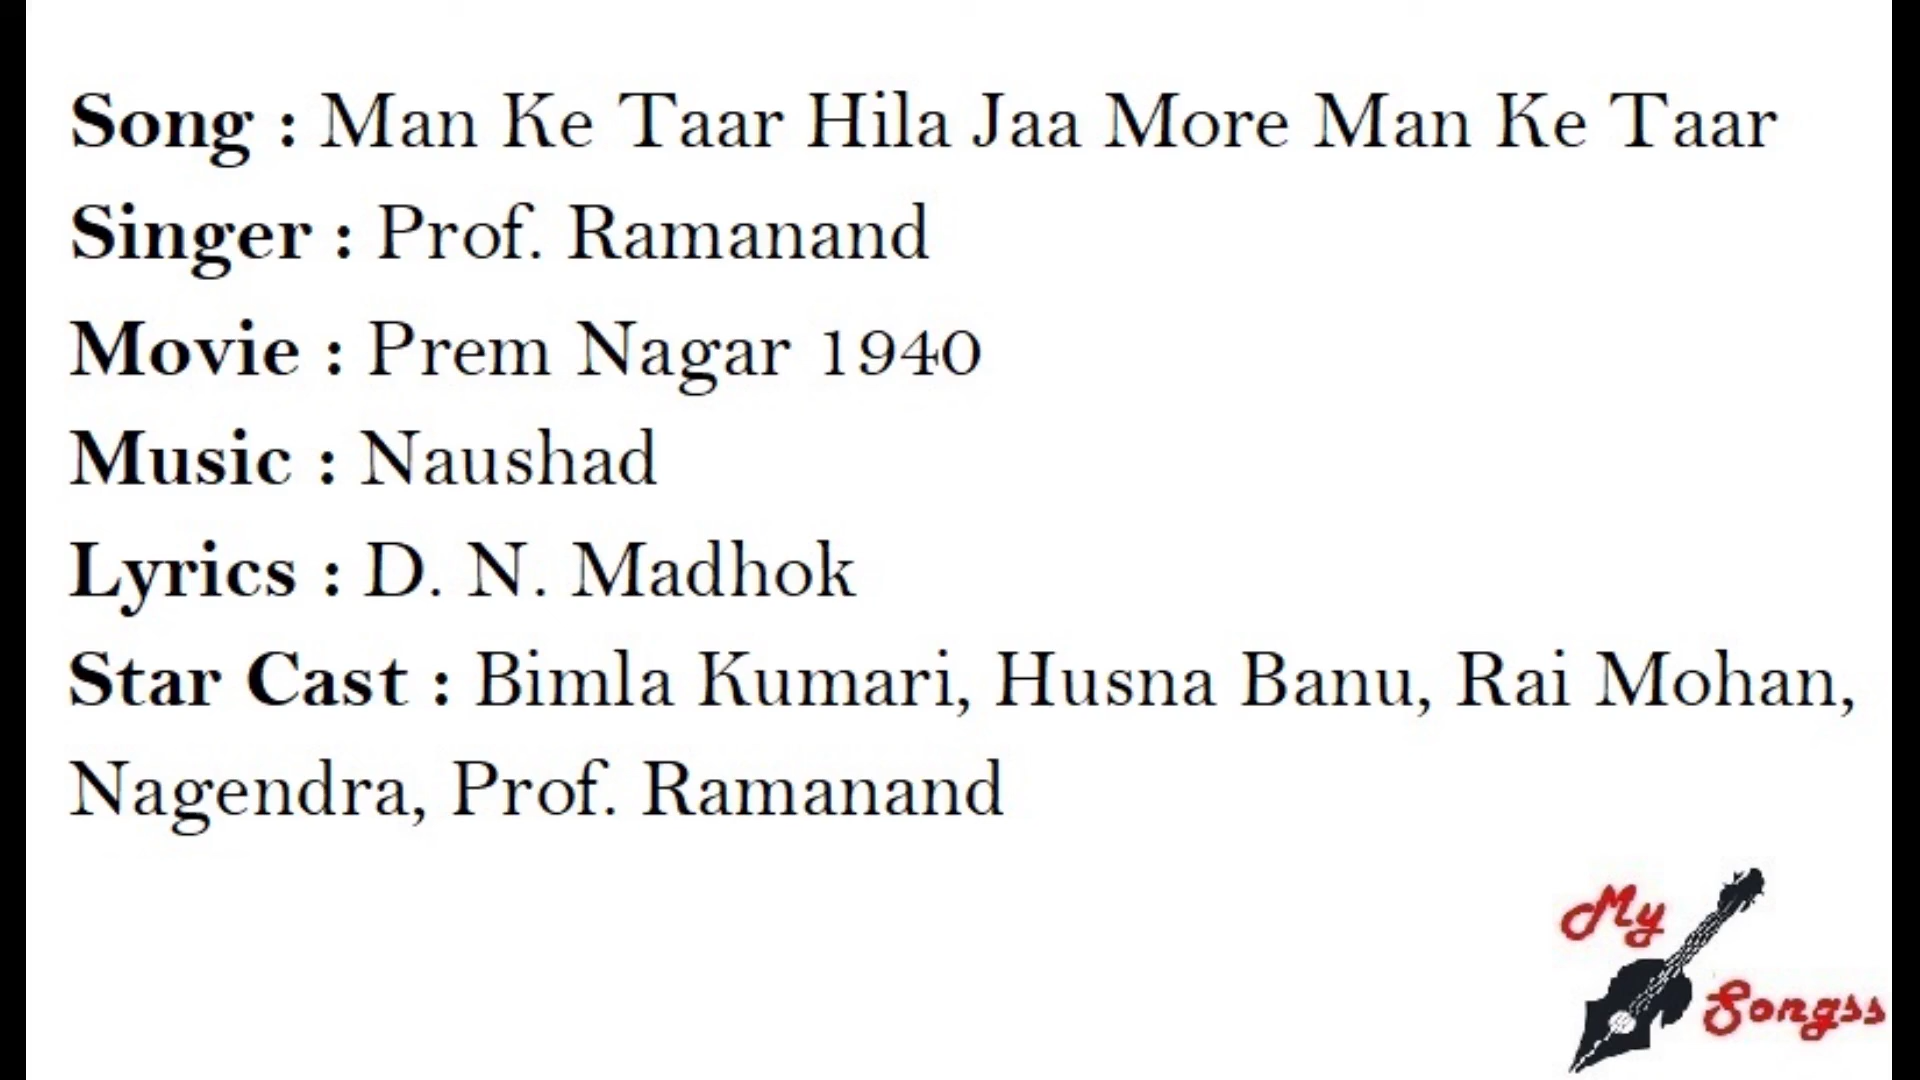 Song : Man Ke Taar Hila Jaa More Man Ke Taar
Singer : Prof. Ramanand
Movie : Prem Nagar 1940
Music : Naushad
Lyrics : D. N. Madhok
Star Cast : Bimla Kumari, Husna Banu, Rai Mohan,
Nagendra, Prof. Ramanand
My
Songss